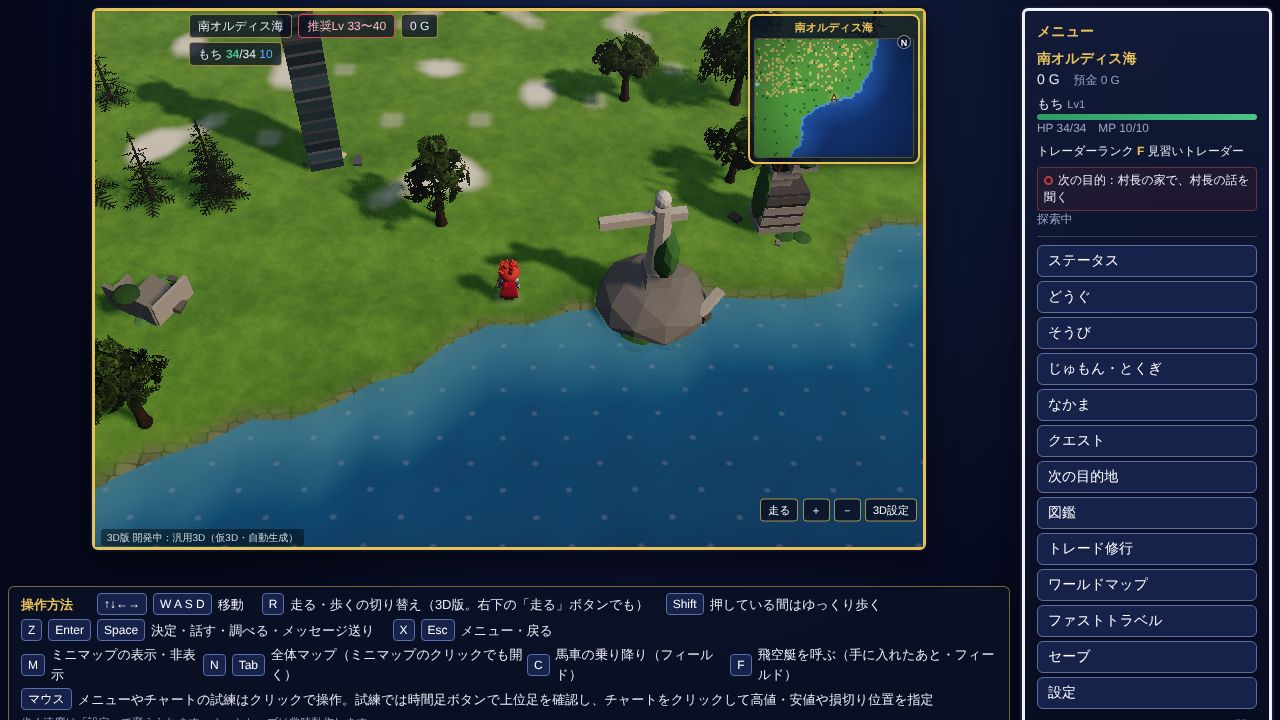 南オルディス海 推奨Lv 33〜40 0 G
もち 34/34 10
南オルディス海
N
走る ＋ － 3D設定
3D版 開発中：汎用3D（仮3D・自動生成）
メニュー
南オルディス海
0 G 預金 0 G
もち Lv1
HP 34/34 MP 10/10
トレーダーランク F 見習いトレーダー
次の目的：村長の家で、村長の話を
聞く
探索中
ステータス
どうぐ
そうび
じゅもん・とくぎ
なかま
クエスト
次の目的地
図鑑
トレード修行
ワールドマップ
ファストトラベル
セーブ
設定
操作方法 ↑↓←→ W A S D 移動 R 走る・歩くの切り替え（3D版。右下の「走る」ボタンでも） Shift 押している間はゆっくり歩く
Z Enter Space 決定・話す・調べる・メッセージ送り X Esc メニュー・戻る
M ミニマップの表示・非表示 N Tab 全体マップ（ミニマップのクリックでも開く） C 馬車の乗り降り（フィールド） F 飛空艇を呼ぶ（手に入れたあと・フィールド）
マウス メニューやチャートの試練はクリックで操作。試練では時間足ボタンで上位足を確認し、チャートをクリックして高値・安値や損切り位置を指定